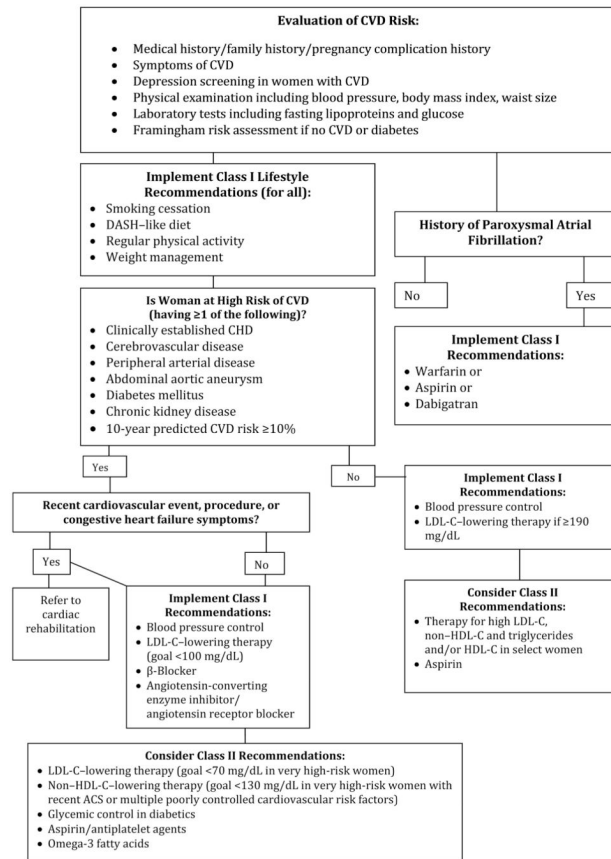 Evaluation of CVD Risk:
• Medical history/family history/pregnancy complication history
• Symptoms of CVD
• Depression screening in women with CVD
• Physical examination including blood pressure, body mass index, waist size
• Laboratory tests including fasting lipoproteins and glucose
• Framingham risk assessment if no CVD or diabetes
Implement Class I Lifestyle
Recommendations (for all):
• Smoking cessation
• DASH–like diet
• Regular physical activity
• Weight management
History of Paroxysmal Atrial
Fibrillation?
No
Yes
Implement Class I
Recommendations:
• Warfarin or
• Aspirin or
• Dabigatran
Is Woman at High Risk of CVD
(having ≥1 of the following)?
• Clinically established CHD
• Cerebrovascular disease
• Peripheral arterial disease
• Abdominal aortic aneurysm
• Diabetes mellitus
• Chronic kidney disease
• 10-year predicted CVD risk ≥10%
Yes
No
Implement Class I
Recommendations:
• Blood pressure control
• LDL-C–lowering therapy if ≥190
mg/dL
Recent cardiovascular event, procedure, or
congestive heart failure symptoms?
Yes
No
Refer to
cardiac
rehabilitation
Implement Class I
Recommendations:
• Blood pressure control
• LDL-C–lowering therapy
(goal <100 mg/dL)
• β-Blocker
• Angiotensin-converting
enzyme inhibitor/
angiotensin receptor blocker
Consider Class II
Recommendations:
• Therapy for high LDL-C,
non–HDL-C and triglycerides
and/or HDL-C in select women
• Aspirin
Consider Class II Recommendations:
• LDL-C–lowering therapy (goal <70 mg/dL in very high-risk women)
• Non–HDL-C–lowering therapy (goal <130 mg/dL in very high-risk women with
recent ACS or multiple poorly controlled cardiovascular risk factors)
• Glycemic control in diabetics
• Aspirin/antiplatelet agents
• Omega-3 fatty acids